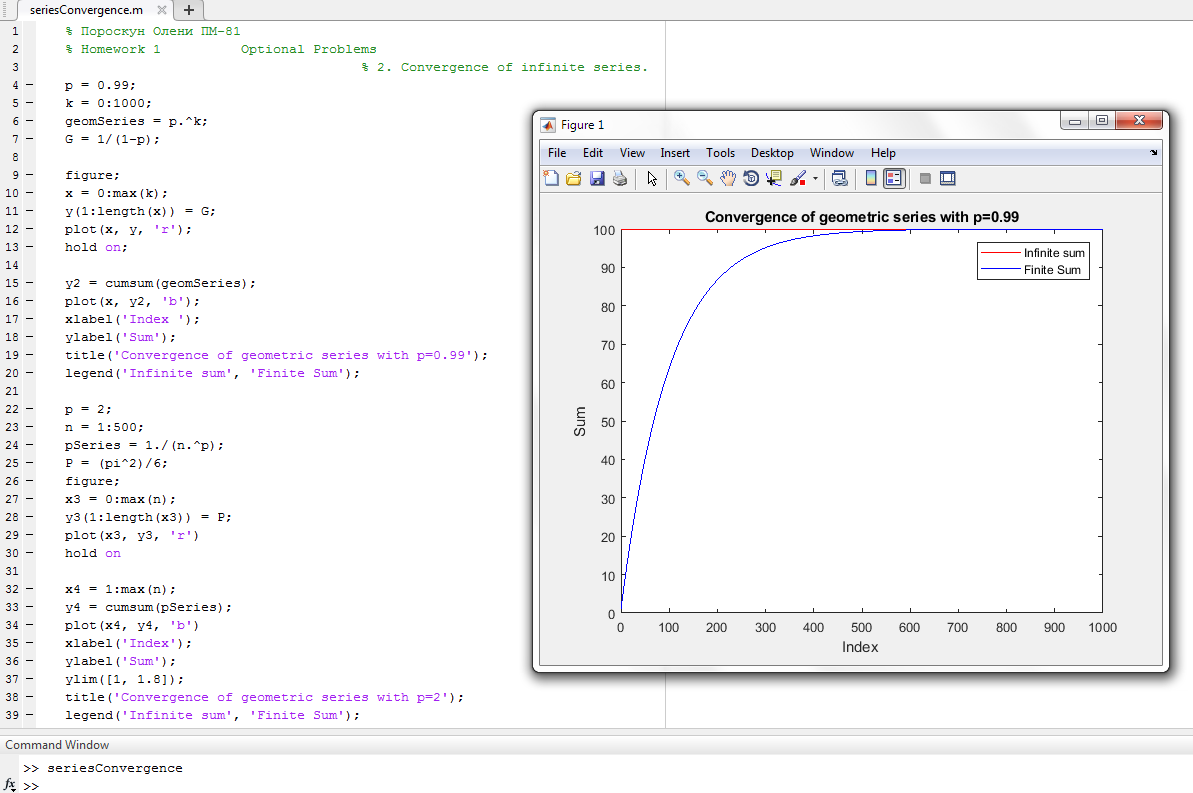 seriesConvergence.m
1 % Пороскун Олени ПМ-81
2 % Homework 1 Optional Problems
3 % 2. Convergence of infinite series.
4 p = 0.99;
5 k = 0:1000;
6 geomSeries = p.^k;
7 G = 1/(1-p);
8
9 figure;
10 x = 0:max(k);
11 y(1:length(x)) = G;
12 plot(x, y, 'r');
13 hold on;
14
15 y2 = cumsum(geomSeries);
16 plot(x, y2, 'b');
17 xlabel('Index ');
18 ylabel('Sum');
19 title('Convergence of geometric series with p=0.99');
20 legend('Infinite sum', 'Finite Sum');
21
22 p = 2;
23 n = 1:500;
24 pSeries = 1./(n.^p);
25 P = (pi^2)/6;
26 figure;
27 x3 = 0:max(n);
28 y3(1:length(x3)) = P;
29 plot(x3, y3, 'r')
30 hold on
31
32 x4 = 1:max(n);
33 y4 = cumsum(pSeries);
34 plot(x4, y4, 'b')
35 xlabel('Index');
36 ylabel('Sum');
37 ylim([1, 1.8]);
38 title('Convergence of geometric series with p=2');
39 legend('Infinite sum', 'Finite Sum');
Figure 1
File Edit View Insert Tools Desktop Window Help
Convergence of geometric series with p=0.99
Infinite sum
Finite Sum
100
90
80
70
60
50
40
30
20
10
0
Sum
0 100 200 300 400 500 600 700 800 900 1000
Index
Command Window
>> seriesConvergence
fx >>